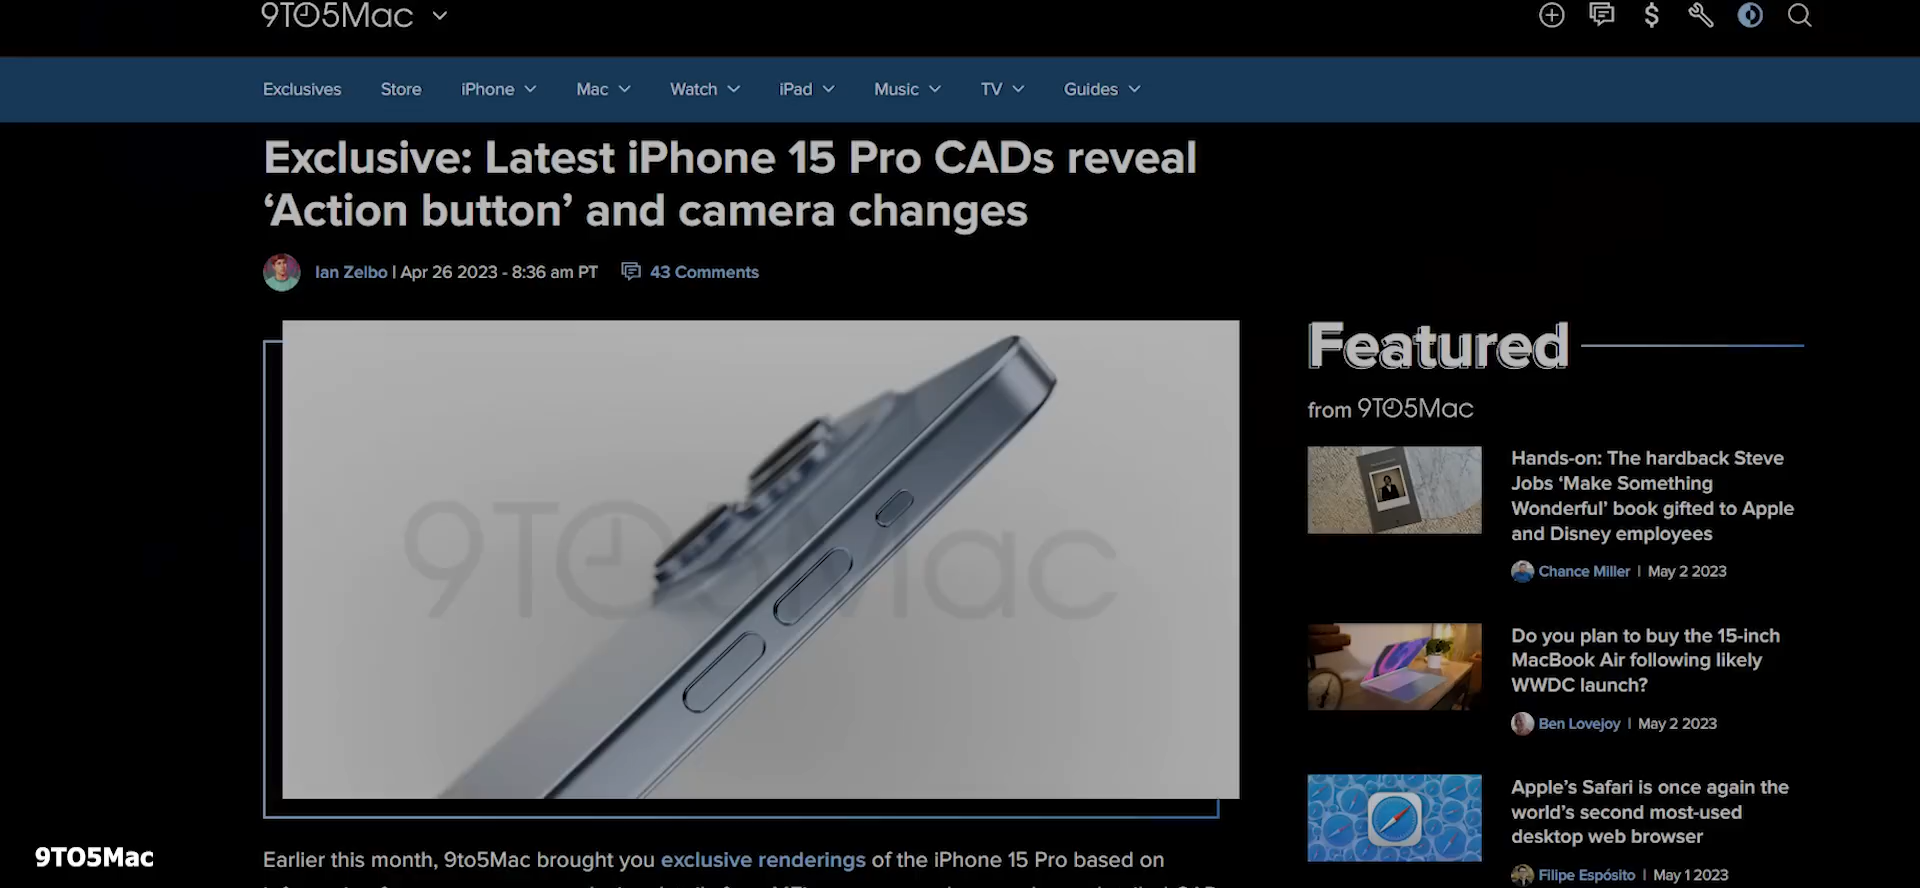 9TO5Mac
Exclusives Store iPhone Mac Watch iPad Music TV Guides
Exclusive: Latest iPhone 15 Pro CADs reveal
‘Action button’ and camera changes
Ian Zelbo | Apr 26 2023 - 8:36 am PT 43 Comments
9TO5Mac
Featured
from 9TO5Mac
Hands-on: The hardback Steve
Jobs ‘Make Something
Wonderful’ book gifted to Apple
and Disney employees
Chance Miller | May 2 2023
Do you plan to buy the 15-inch
MacBook Air following likely
WWDC launch?
Ben Lovejoy | May 2 2023
Apple’s Safari is once again the
world’s second most-used
desktop web browser
Filipe Espósito | May 1 2023
9TO5Mac
Earlier this month, 9to5Mac brought you exclusive renderings of the iPhone 15 Pro based on